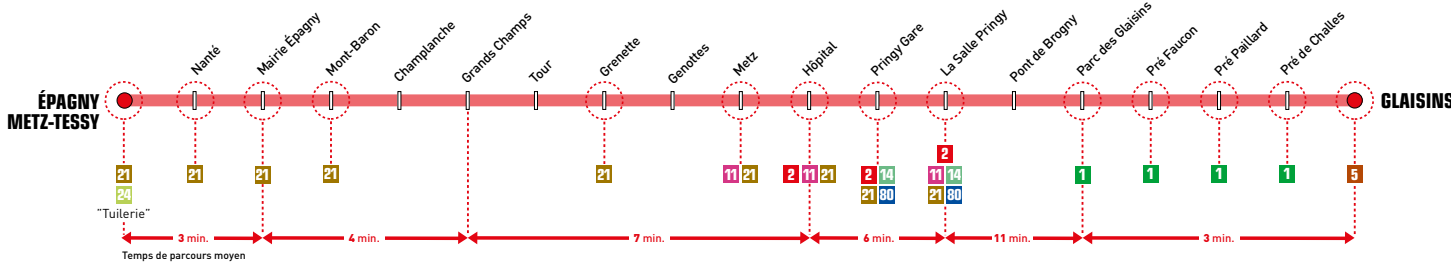 Nanté
Mairie Épagny
Mont-Baron
Champlanche
Grands Champs
Tour
Grenette
Genottes
Metz
Hôpital
Pringy Gare
La Salle Pringy
Pont de Brogny
Parc des Glaisins
Pré Faucon
Pré Paillard
Pré de Challes
ÉPAGNY
METZ-TESSY
GLAISINS
21
24
"Tuilerie"
21
21
21
21
11 21
2 11 21
2 14
21 80
2
11 14
21 80
1
1
1
1
5
3 min.
4 min.
7 min.
6 min.
11 min.
3 min.
Temps de parcours moyen